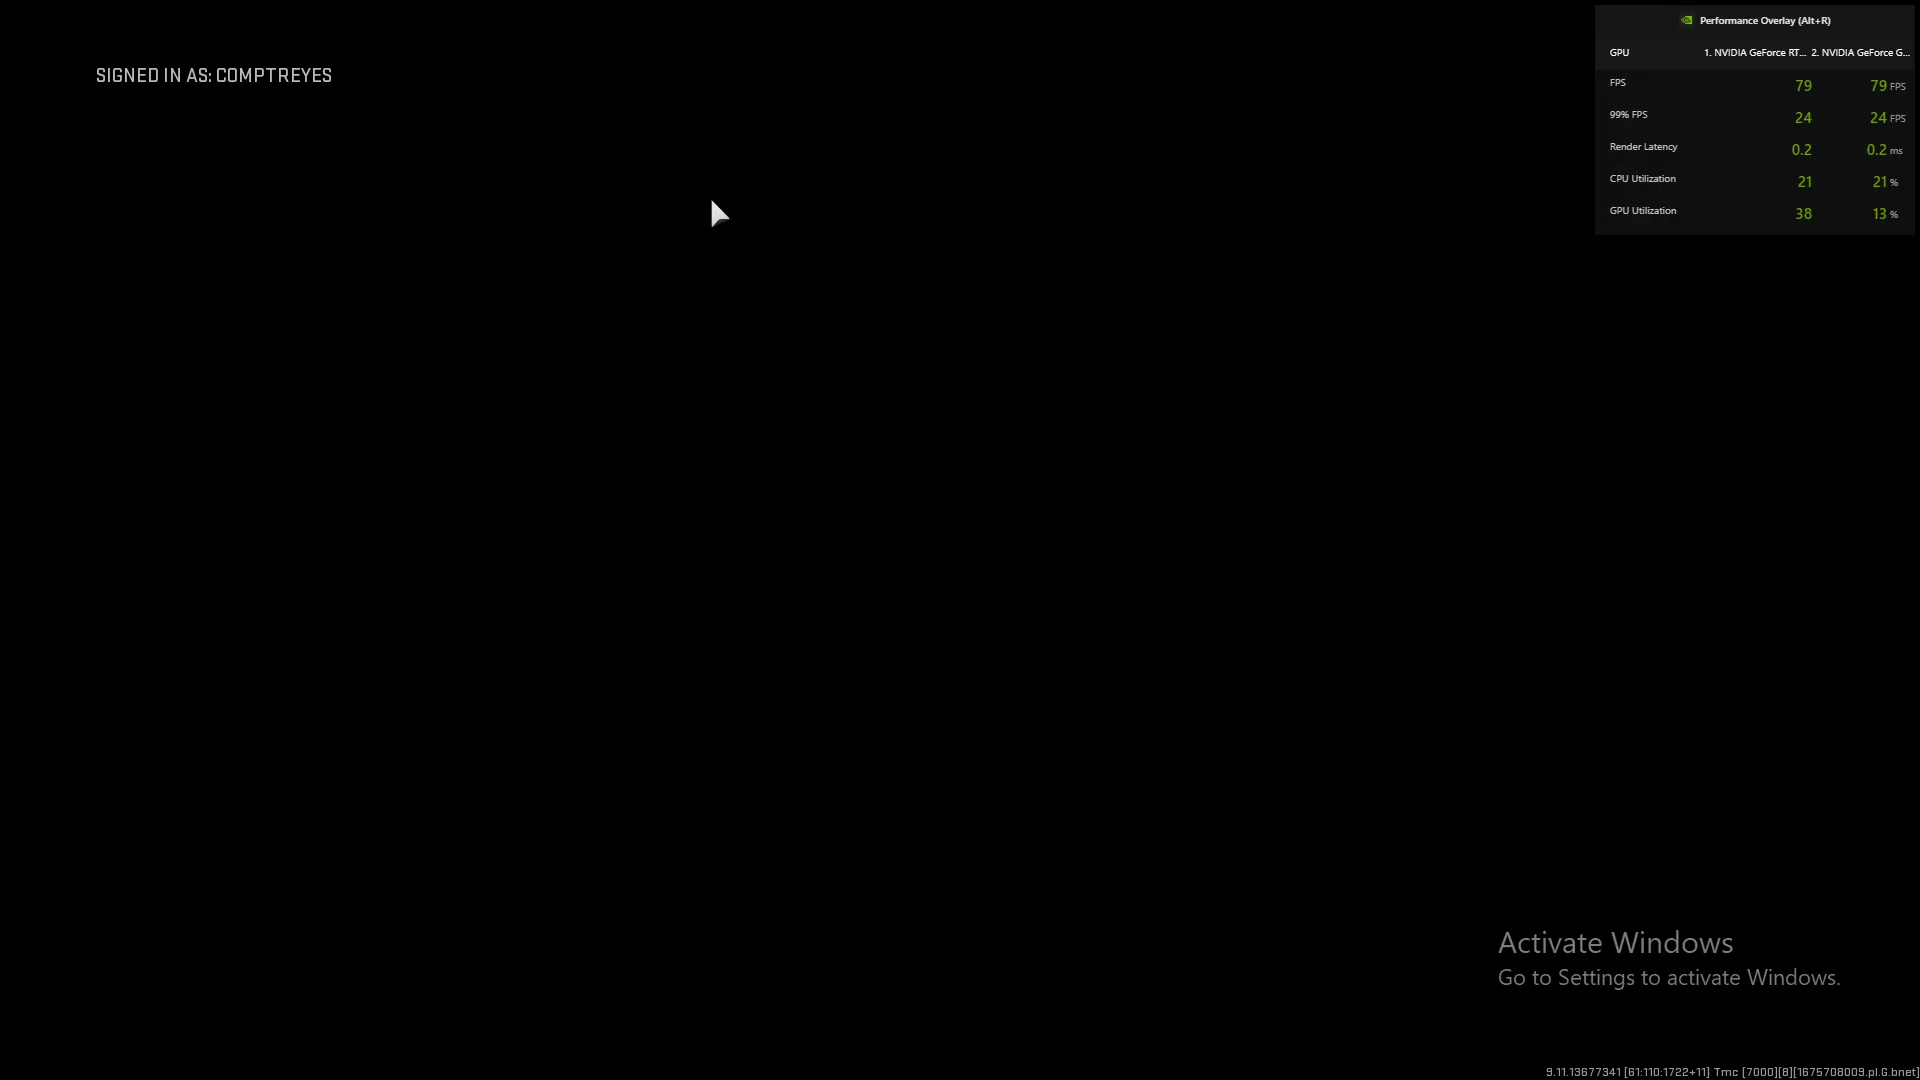 SIGNED IN AS: COMPTREYES
Performance Overlay (Alt+R)
GPU 1. NVIDIA GeForce RT... 2. NVIDIA GeForce G...
FPS 79 79 FPS
99% FPS 24 24 FPS
Render Latency 0.2 0.2 ms
CPU Utilization 21 21 %
GPU Utilization 38 13 %
Activate Windows
Go to Settings to activate Windows.
9.11.13677341 [61:110:1722+11] Tmc [7000][8][1675708009.pl.G.bnet]